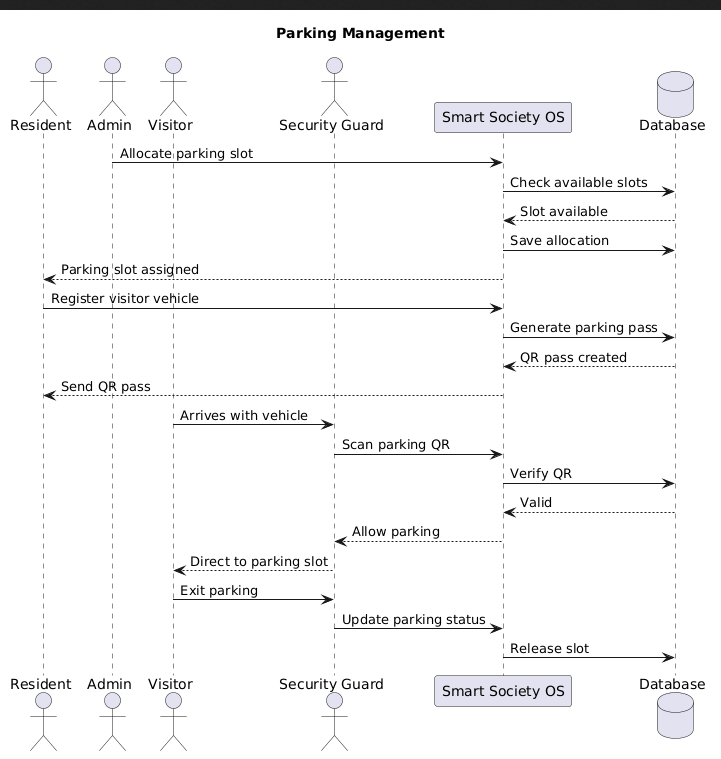 Parking Management
Resident Admin Visitor Security Guard Smart Society OS Database
Allocate parking slot
Check available slots
Slot available
Save allocation
Parking slot assigned
Register visitor vehicle
Generate parking pass
QR pass created
Send QR pass
Arrives with vehicle
Scan parking QR
Verify QR
Valid
Allow parking
Direct to parking slot
Exit parking
Update parking status
Release slot
Resident Admin Visitor Security Guard Smart Society OS Database